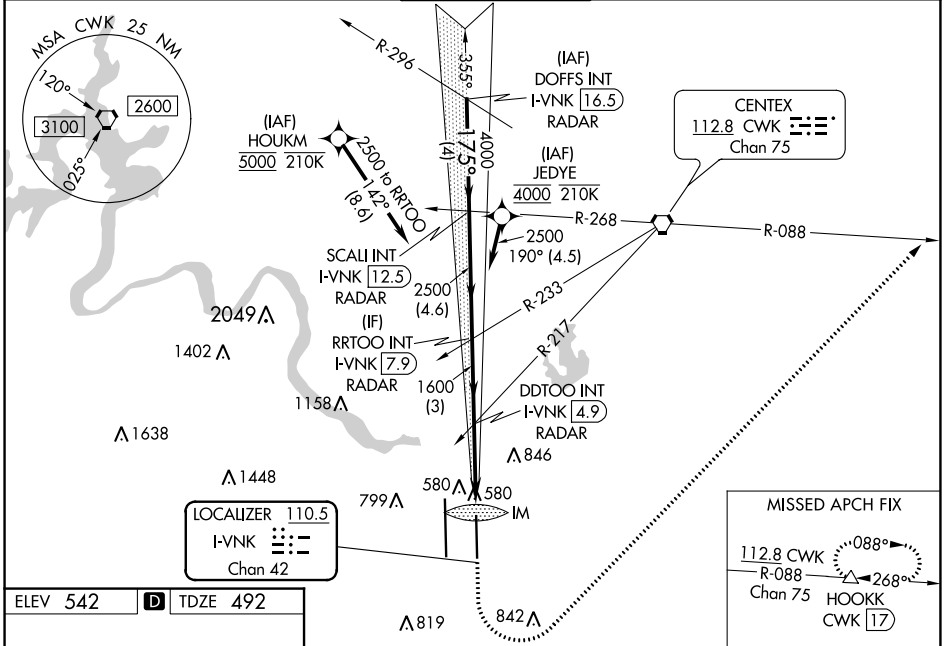 MSA CWK 25 NM
120°
2600
3100
025°
R-296
355°
(IAF)
DOFFS INT
I-VNK 16.5
RADAR
CENTEX
112.8 CWK
Chan 75
(IAF)
HOUKM
5000 210K
2500 to RRTOO
142°
(8.6)
175°
(4)
4000
(IAF)
JEDYE
4000 210K
R-268
R-088
2500
190° (4.5)
SCALI INT
I-VNK 12.5
RADAR
2500
(4.6)
R-233
R-217
2049
1402
(IF)
RRTOO INT
I-VNK 7.9
RADAR
1600
(3)
1158
DDTOO INT
I-VNK 4.9
RADAR
1638
846
1448
799
580
580
IM
LOCALIZER 110.5
I-VNK
Chan 42
MISSED APCH FIX
112.8 CWK
R-088
Chan 75
088°
268°
HOOKK
CWK 17
ELEV 542 D TDZE 492
819
842